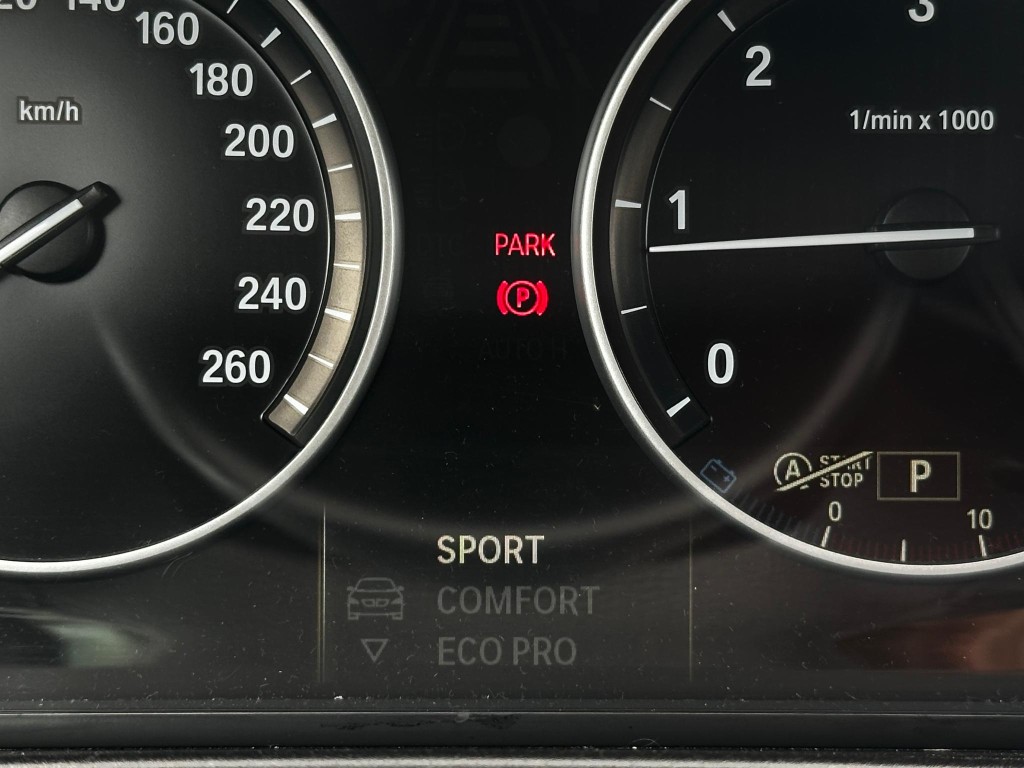 140
160
180
200
220
240
260
km/h
PARK
P
3
2
1
0
1/min x 1000
A START STOP
P
0
10
SPORT
COMFORT
ECO PRO